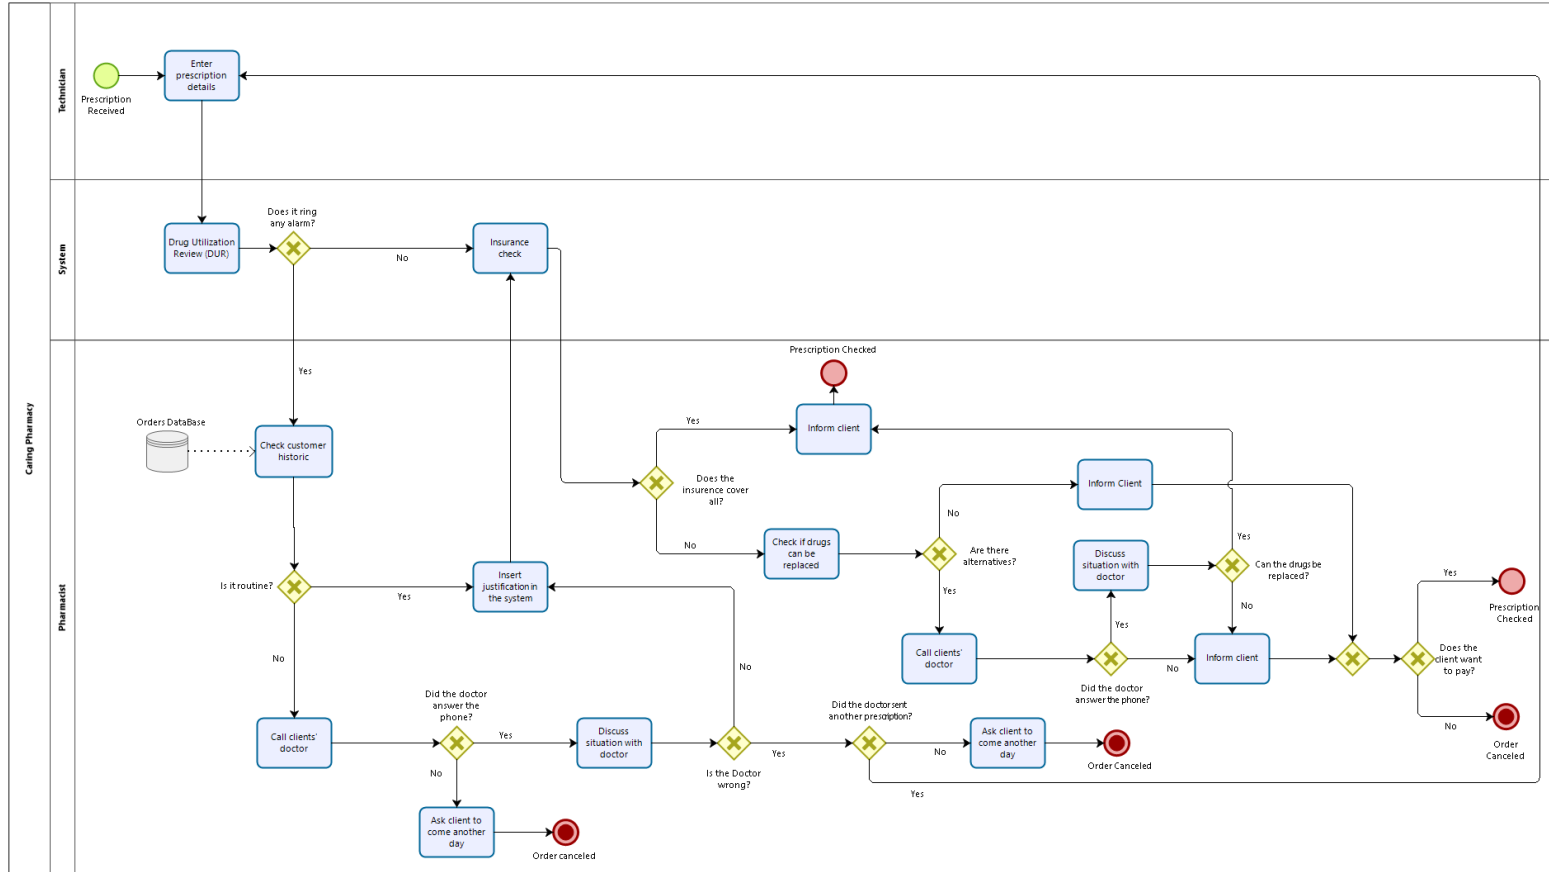 Caring Pharmacy
Technician
Prescription
Received
Enter
prescription
details
System
Drug Utilization
Review (DUR)
Does it ring
any alarm?
No
Insurance
check
Yes
Pharmacist
Orders DataBase
Check customer
historic
Is it routine?
Yes
Insert
justification in
the system
No
Call clients'
doctor
Did the doctor
answer the
phone?
Yes
No
Ask client to
come another
day
Order canceled
Discuss
situation with
doctor
No
Is the Doctor
wrong?
Yes
Did the doctor sent
another prescription?
No
Yes
Ask client to
come another
day
Order Canceled
Prescription Checked
Inform client
Yes
Does the
insurence cover
all?
No
Check if drugs
can be
replaced
No
Are there
alternatives?
Yes
Inform Client
Call clients'
doctor
Discuss
situation with
doctor
Yes
Did the doctor
answer the phone?
No
Yes
Can the drugs be
replaced?
No
Inform client
Does the
client want
to pay?
Yes
Prescription
Checked
No
Order
Canceled